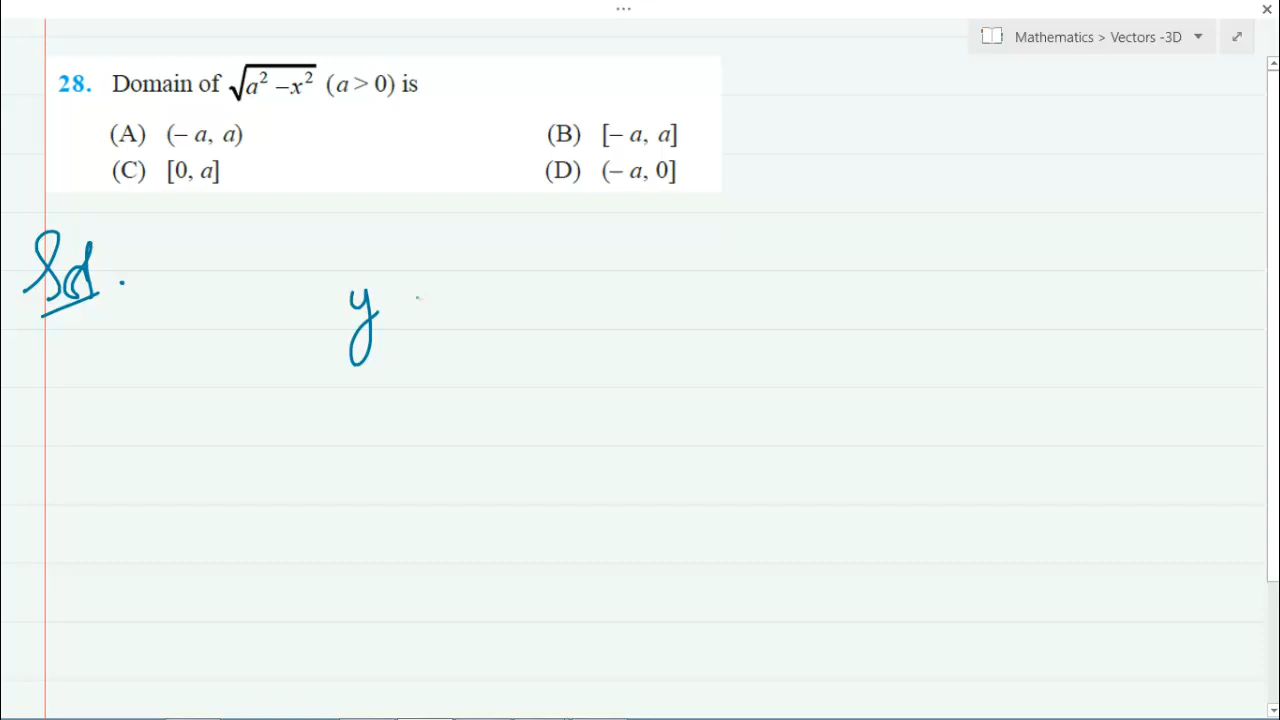 Mathematics > Vectors -3D
28. Domain of √(a² –x²) (a > 0) is
(A) (– a, a) (B) [– a, a]
(C) [0, a] (D) (– a, 0]
Sol.
y